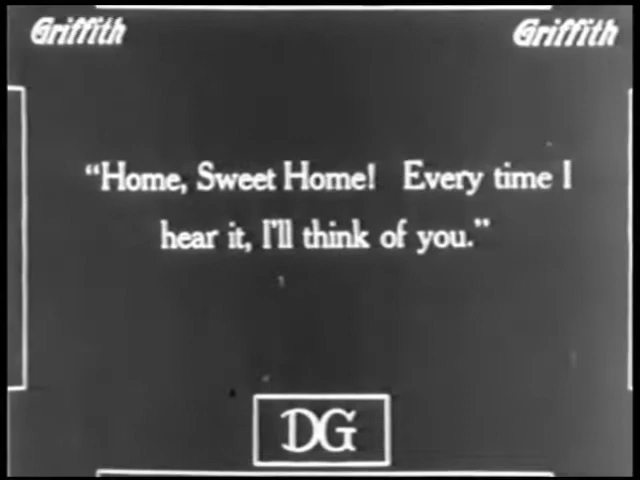 Griffith Griffith
“Home, Sweet Home! Every time I
hear it, I'll think of you.”
DG